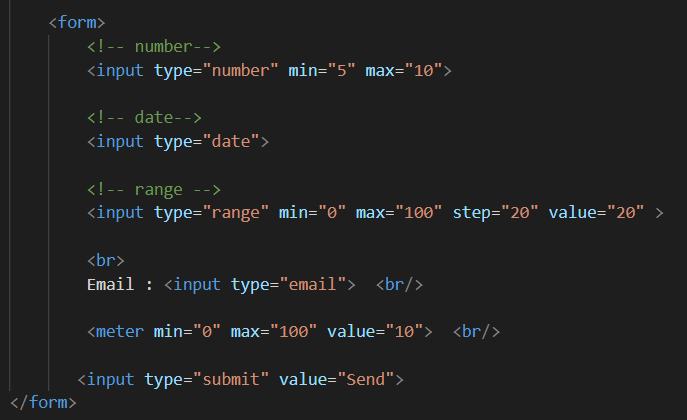 <form>
<!-- number-->
<input type="number" min="5" max="10">
<!-- date-->
<input type="date">
<!-- range -->
<input type="range" min="0" max="100" step="20" value="20" >
<br>
Email : <input type="email">  <br/>
<meter min="0" max="100" value="10">  <br/>
<input type="submit" value="Send">
</form>